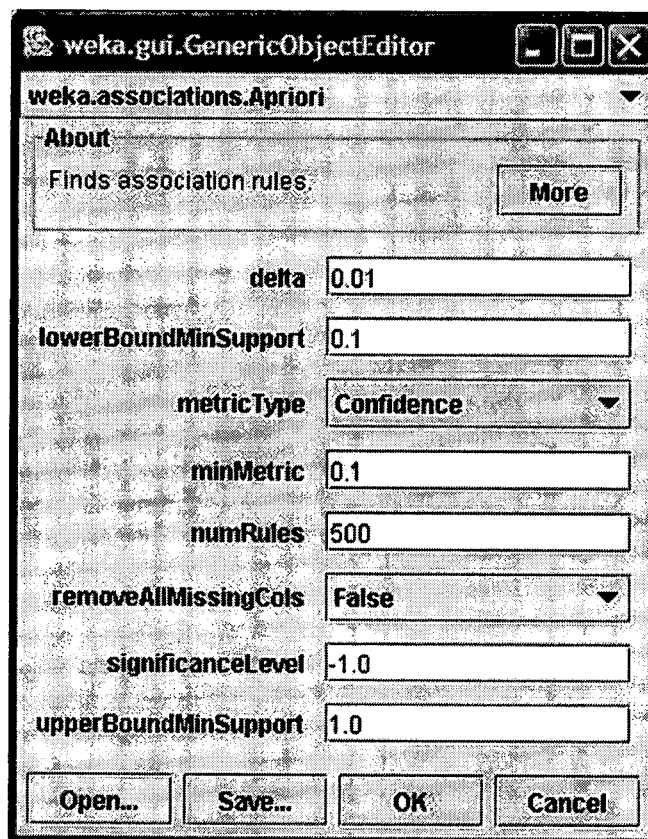 weka.gui.GenericObjectEditor
weka.associations.Apriori
About
Finds association rules.
More
delta 0.01
lowerBoundMinSupport 0.1
metricType Confidence
minMetric 0.1
numRules 500
removeAllMissingCols False
significanceLevel -1.0
upperBoundMinSupport 1.0
Open... Save... OK Cancel